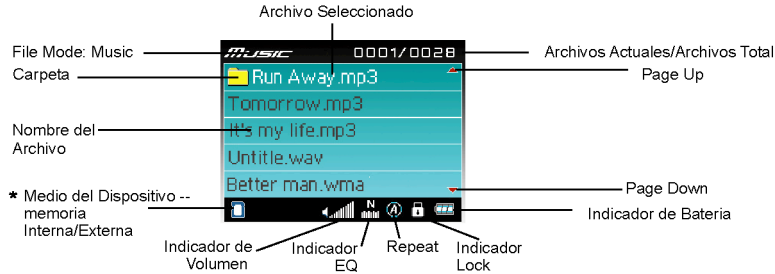 Archivo Seleccionado
File Mode: Music
Music 0001/0028
Archivos Actuales/Archivos Total
Carpeta
Run Away.mp3
Page Up
Tomorrow.mp3
Nombre del
Archivo
It's my life.mp3
Untitle.wav
Better man.wma
Page Down
* Medio del Dispositivo --
memoria
Interna/Externa
N
A
Indicador de Bateria
Indicador de
Volumen
Indicador
EQ
Repeat
Indicador
Lock